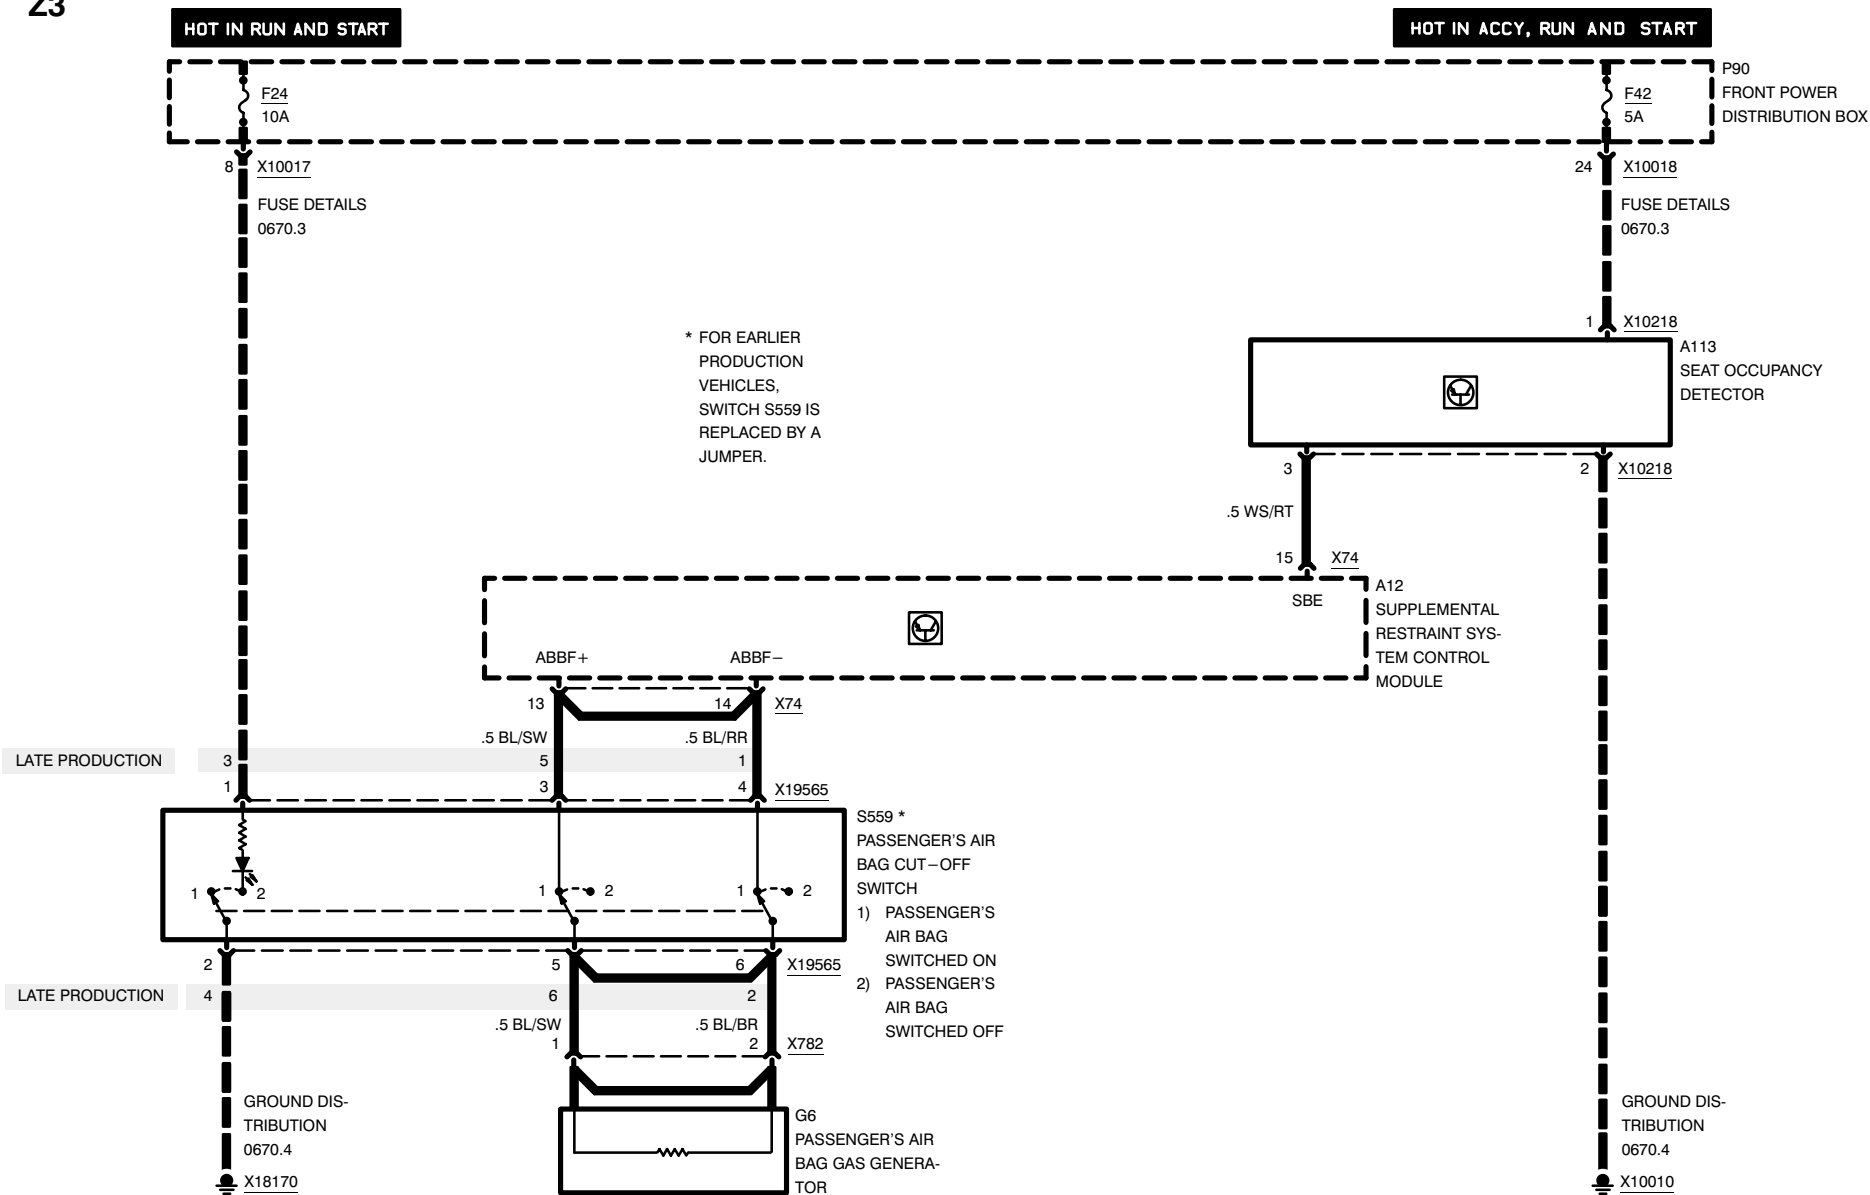 Z3
HOT IN RUN AND START
HOT IN ACCY, RUN AND START
F24
10A
F42
5A
P90
FRONT POWER
DISTRIBUTION BOX
8 X10017
24 X10018
FUSE DETAILS
0670.3
FUSE DETAILS
0670.3
* FOR EARLIER
PRODUCTION
VEHICLES,
SWITCH S559 IS
REPLACED BY A
JUMPER.
1 X10218
A113
SEAT OCCUPANCY
DETECTOR
3 2 X10218
.5 WS/RT
15 X74
SBE
A12
SUPPLEMENTAL
RESTRAINT SYS-
TEM CONTROL
MODULE
ABBF+ ABBF−
13 14 X74
.5 BL/SW .5 BL/RR
LATE PRODUCTION 3 5 1
1 3 4 X19565
S559 *
PASSENGER'S AIR
BAG CUT−OFF
SWITCH
1) PASSENGER'S
AIR BAG
SWITCHED ON
2) PASSENGER'S
AIR BAG
SWITCHED OFF
1 2 1 2 1 2
2 5 6 X19565
LATE PRODUCTION 4 6 2
.5 BL/SW .5 BL/BR
1 2 X782
GROUND DIS-
TRIBUTION
0670.4
X18170
G6
PASSENGER'S AIR
BAG GAS GENERA-
TOR
GROUND DIS-
TRIBUTION
0670.4
X10010